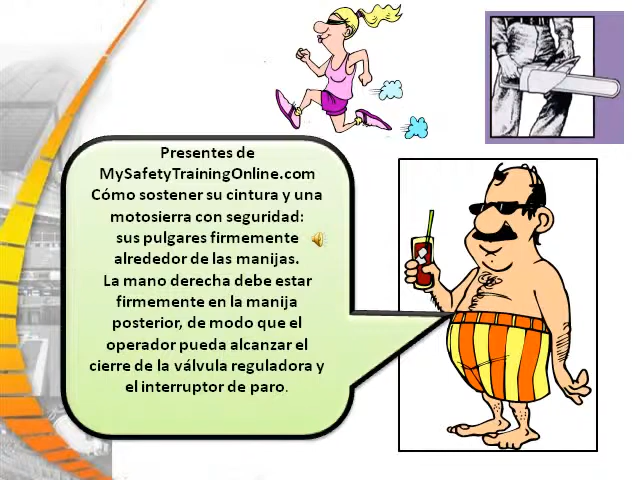 Presentes de
MySafetyTrainingOnline.com
Cómo sostener su cintura y una
motosierra con seguridad:
sus pulgares firmemente
alrededor de las manijas.
La mano derecha debe estar
firmemente en la manija
posterior, de modo que el
operador pueda alcanzar el
cierre de la válvula reguladora y
el interruptor de paro.